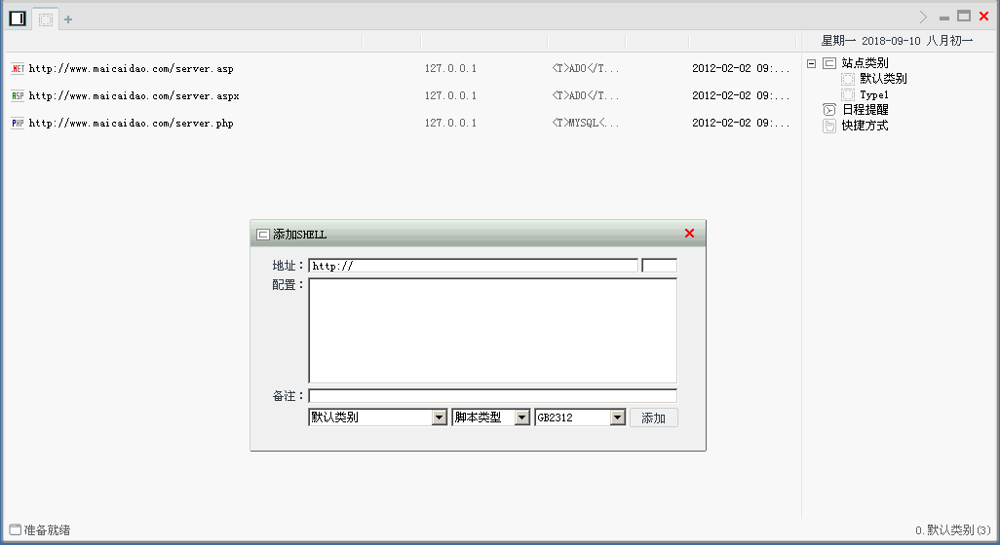 +
星期一 2018-09-10 八月初一
.NET http://www.maicaidao.com/server.asp 127.0.0.1 <T>ADO</T... 2012-02-02 09:...
ASP http://www.maicaidao.com/server.aspx 127.0.0.1 <T>ADO</T... 2012-02-02 09:...
PHP http://www.maicaidao.com/server.php 127.0.0.1 <T>MYSQL<... 2012-02-02 09:...
站点类别
默认类别
Type1
日程提醒
快捷方式
添加SHELL
地址: http://
配置:
备注:
默认类别 脚本类型 GB2312 添加
准备就绪 0.默认类别(3)